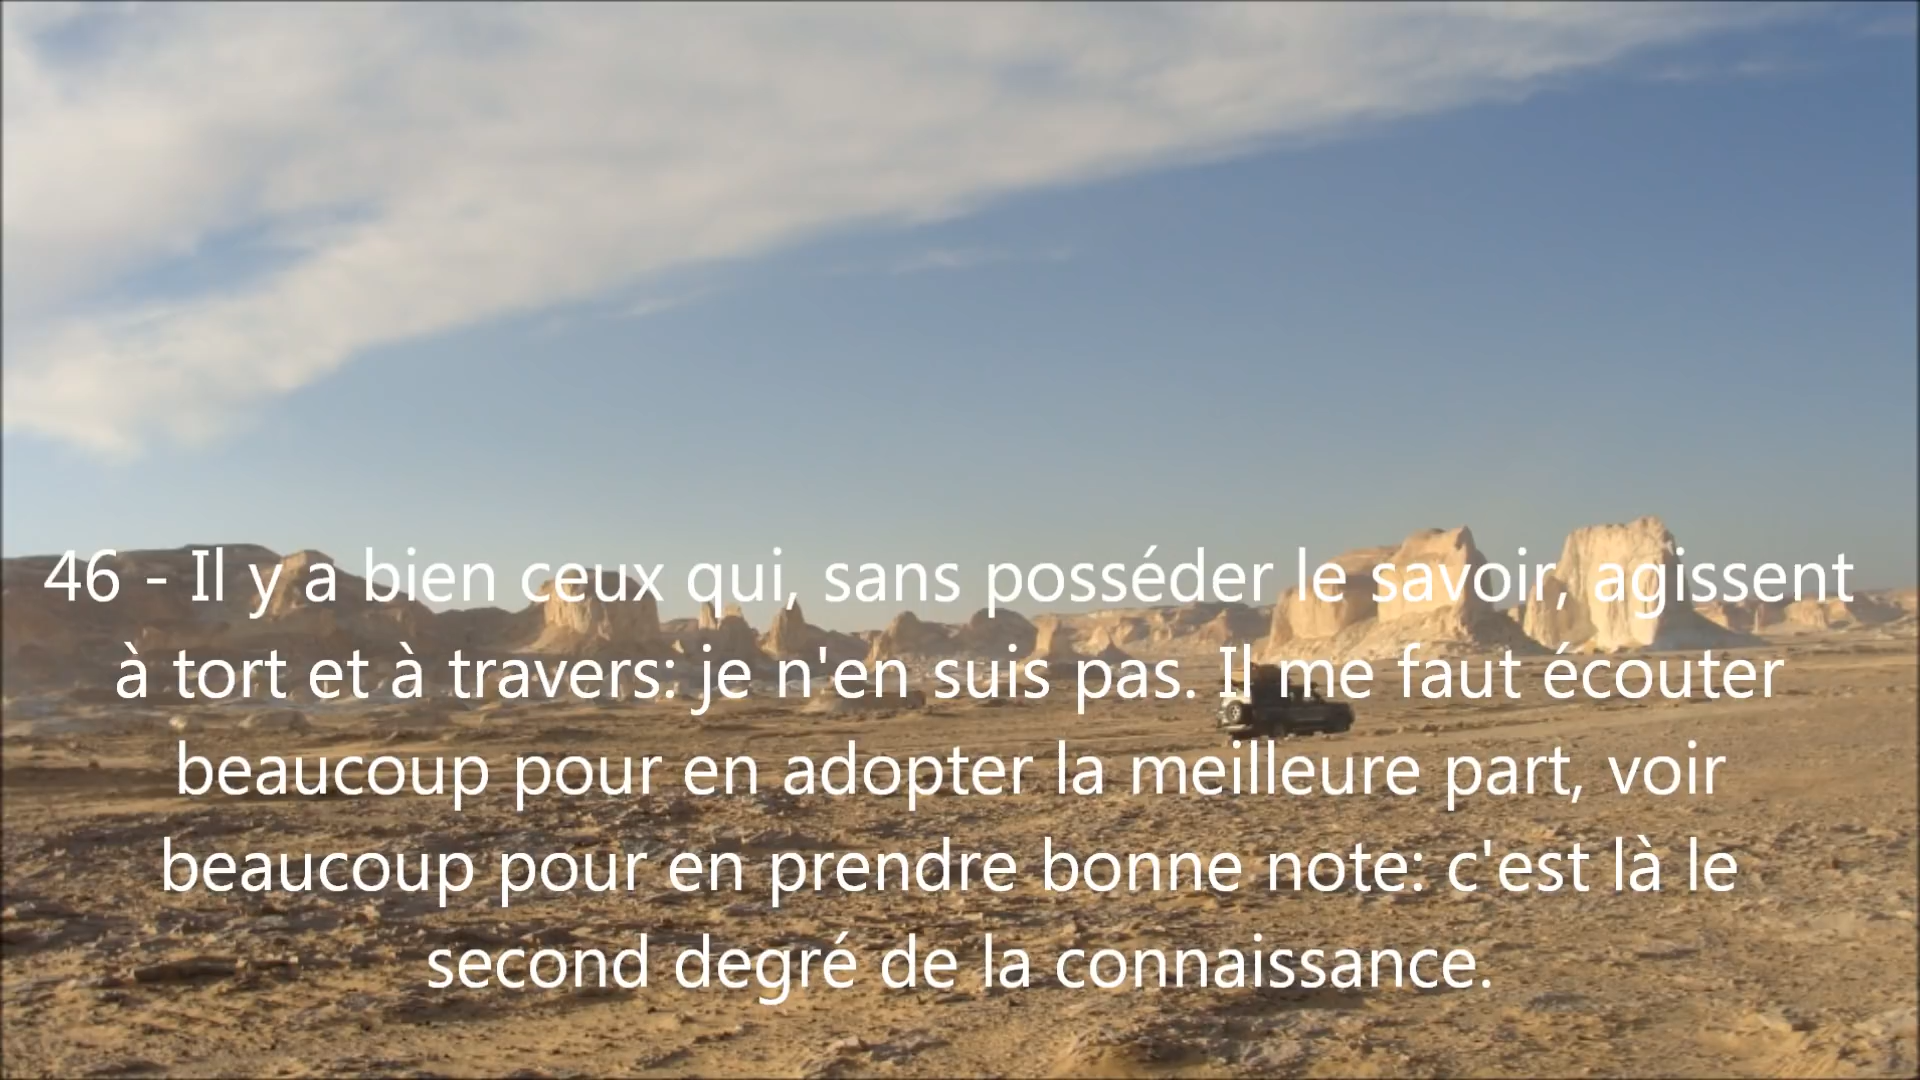 46 - Il y a bien ceux qui, sans posséder le savoir, agissent
à tort et à travers: je n'en suis pas. Il me faut écouter
beaucoup pour en adopter la meilleure part, voir
beaucoup pour en prendre bonne note: c'est là le
second degré de la connaissance.